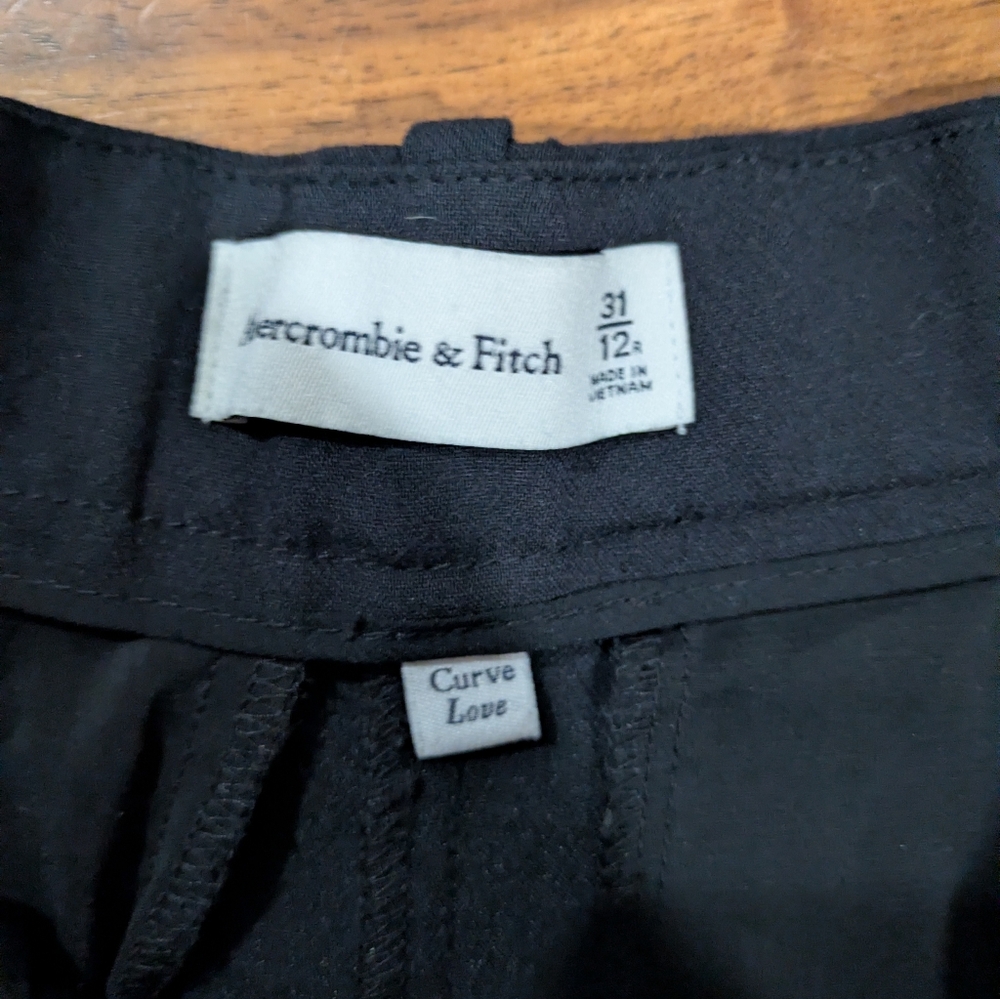 Abercrombie & Fitch
31
12R
MADE IN
VIETNAM
Curve
Love